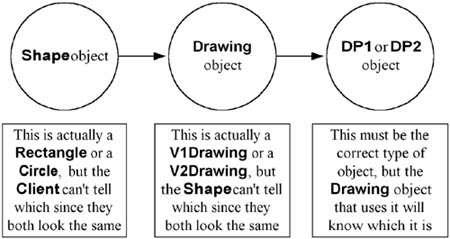 Shape object
Drawing
object
DP1 or DP2
object
This is actually a
Rectangle or a
Circle, but the
Client can't tell
which since they
both look the same
This is actually a
V1Drawing or a
V2Drawing, but
the Shape can't tell
which since they
both look the same
This must be the
correct type of
object, but the
Drawing object
that uses it will
know which it is